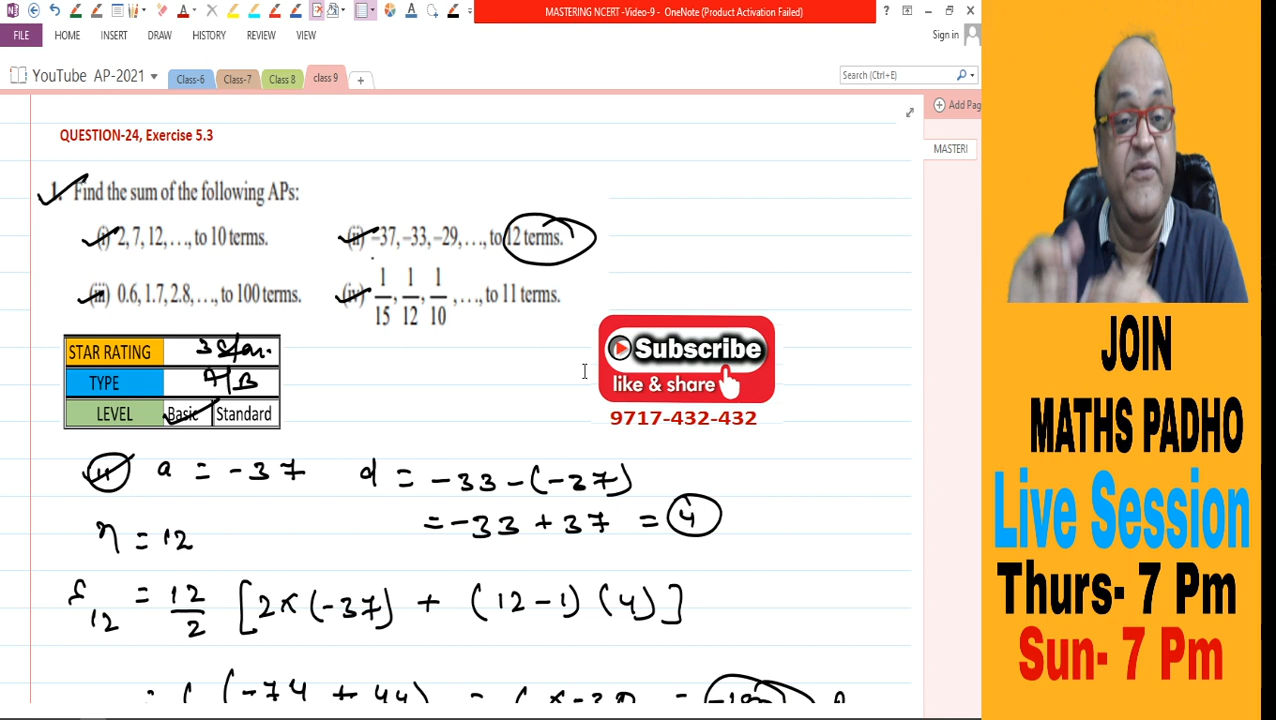 MASTERING NCERT -Video-9 - OneNote (Product Activation Failed)
FILE HOME INSERT DRAW HISTORY REVIEW VIEW Sign in
YouTube AP-2021 Class-6 Class-7 Class 8 class 9 Search (Ctrl+E)
Add Pag
MASTERI
QUESTION-24, Exercise 5.3
1. Find the sum of the following APs:
(i) 2, 7, 12, . . ., to 10 terms. (ii) –37, –33, –29, . . ., to 12 terms.
(iii) 0.6, 1.7, 2.8, . . ., to 100 terms. (iv) 1/15, 1/12, 1/10, . . ., to 11 terms.
STAR RATING 3 Star.
TYPE A/B
LEVEL Basic Standard
Subscribe
like & share
9717-432-432
(ii) a = -37 d = -33 - (-37)
= -33 + 37 = 4
n = 12
S12 = 12/2 [2×(-37) + (12-1) (4)]
(-74 + 44)
JOIN
MATHS PADHO
Live Session
Thurs- 7 Pm
Sun- 7 Pm